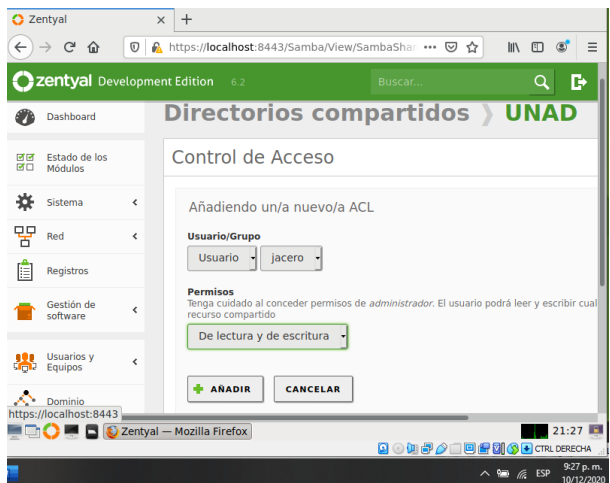 Zentyal
https://localhost:8443/Samba/View/SambaShar
zentyal Development Edition 6.2
Buscar...
Dashboard
Estado de los
Módulos
Sistema
Red
Registros
Gestión de
software
Usuarios y
Equipos
Dominio
Directorios compartidos UNAD
Control de Acceso
Añadiendo un/a nuevo/a ACL
Usuario/Grupo
Usuario jacero
Permisos
Tenga cuidado al conceder permisos de administrador. El usuario podrá leer y escribir cual
recurso compartido
De lectura y de escritura
AÑADIR CANCELAR
https://localhost:8443
Zentyal — Mozilla Firefox
21:27
CTRL DERECHA
ESP
9:27 p. m.
10/12/2020